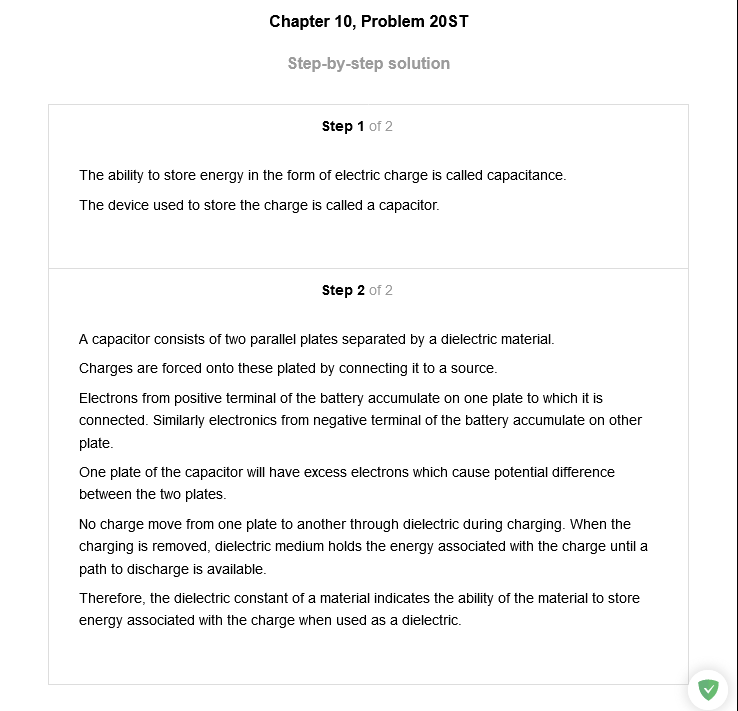 Chapter 10, Problem 20ST
Step-by-step solution
Step 1 of 2
The ability to store energy in the form of electric charge is called capacitance.
The device used to store the charge is called a capacitor.
Step 2 of 2
A capacitor consists of two parallel plates separated by a dielectric material.
Charges are forced onto these plated by connecting it to a source.
Electrons from positive terminal of the battery accumulate on one plate to which it is
connected. Similarly electronics from negative terminal of the battery accumulate on other
plate.
One plate of the capacitor will have excess electrons which cause potential difference
between the two plates.
No charge move from one plate to another through dielectric during charging. When the
charging is removed, dielectric medium holds the energy associated with the charge until a
path to discharge is available.
Therefore, the dielectric constant of a material indicates the ability of the material to store
energy associated with the charge when used as a dielectric.